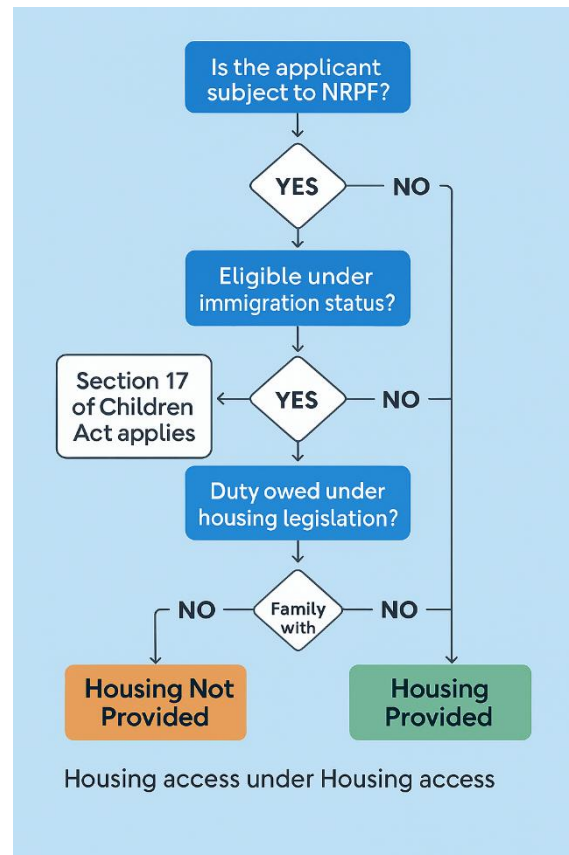 Is the applicant
subject to NRPF?
YES
NO
Eligible under
immigration status?
Section 17
of Children
Act applies
YES
NO
Duty owed under
housing legislation?
NO
Family
with
NO
Housing Not
Provided
Housing
Provided
Housing access under Housing access